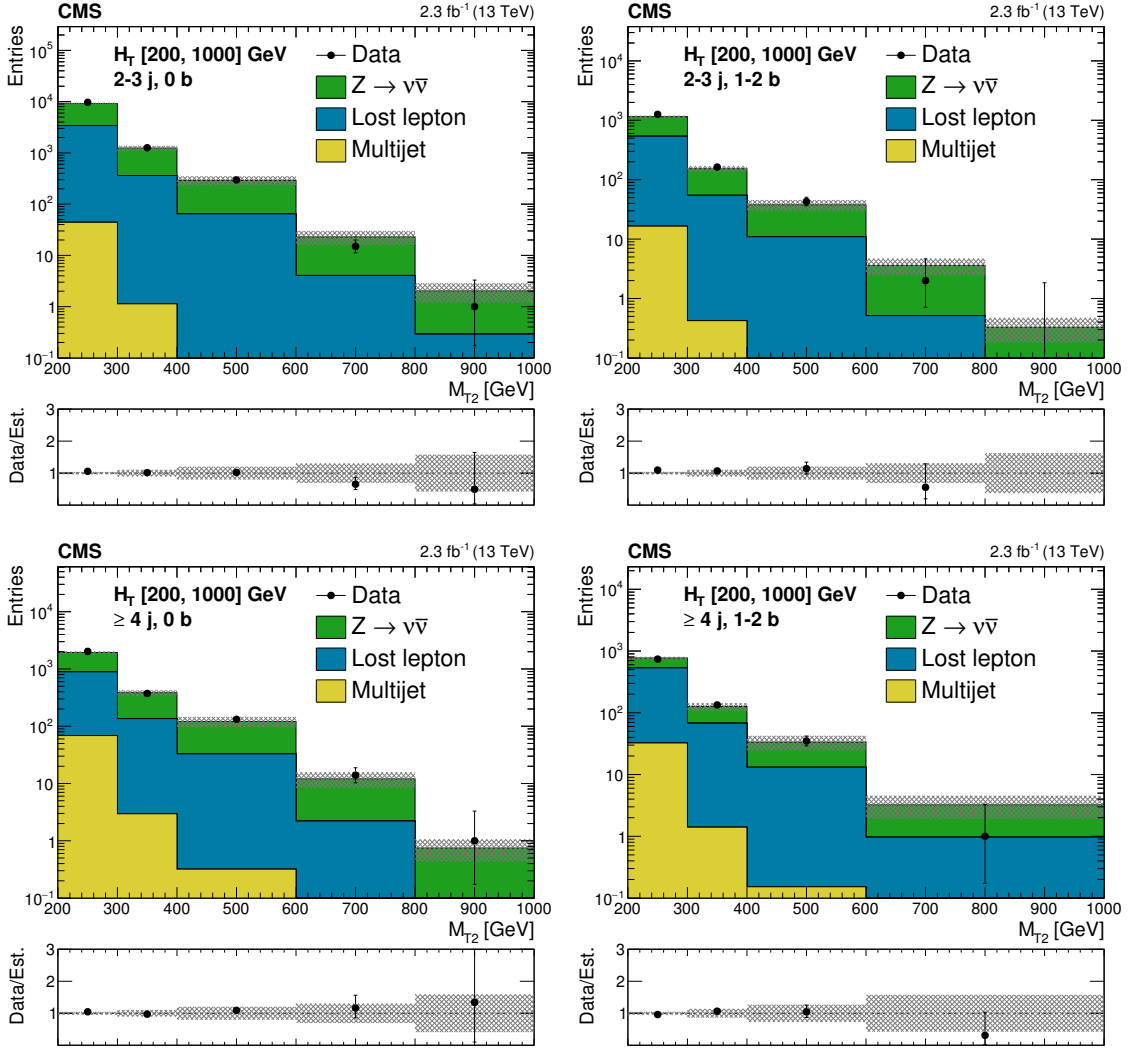 CMS 2.3 fb⁻¹ (13 TeV)
Entries
H_T [200, 1000] GeV
2-3 j, 0 b
Data
Z → νν̅
Lost lepton
Multijet
10⁵
10⁴
10³
10²
10
1
10⁻¹
200 300 400 500 600 700 800 900 1000
M_T2 [GeV]
Data/Est.
3
2
1
200 300 400 500 600 700 800 900 1000
CMS 2.3 fb⁻¹ (13 TeV)
Entries
H_T [200, 1000] GeV
2-3 j, 1-2 b
Data
Z → νν̅
Lost lepton
Multijet
10⁴
10³
10²
10
1
10⁻¹
200 300 400 500 600 700 800 900 1000
M_T2 [GeV]
Data/Est.
3
2
1
CMS 2.3 fb⁻¹ (13 TeV)
Entries
H_T [200, 1000] GeV
≥ 4 j, 0 b
Data
Z → νν̅
Lost lepton
Multijet
10⁴
10³
10²
10
1
10⁻¹
200 300 400 500 600 700 800 900 1000
M_T2 [GeV]
Data/Est.
3
2
1
CMS 2.3 fb⁻¹ (13 TeV)
Entries
H_T [200, 1000] GeV
≥ 4 j, 1-2 b
Data
Z → νν̅
Lost lepton
Multijet
10⁴
10³
10²
10
1
10⁻¹
200 300 400 500 600 700 800 900 1000
M_T2 [GeV]
Data/Est.
3
2
1